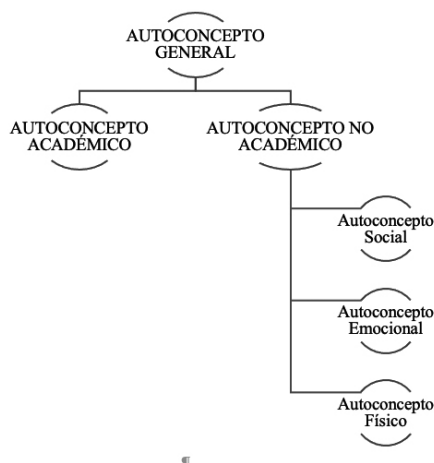 AUTOCONCEPTO
GENERAL
AUTOCONCEPTO
ACADÉMICO
AUTOCONCEPTO NO
ACADÉMICO
Autoconcepto
Social
Autoconcepto
Emocional
Autoconcepto
Físico
¶